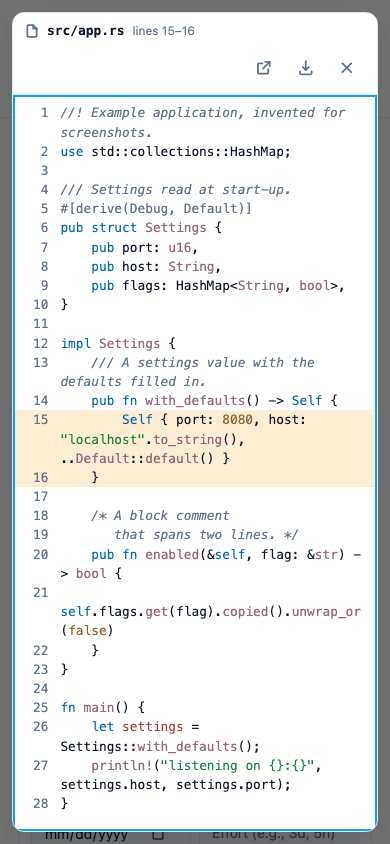 src/app.rs lines 15–16
1 //! Example application, invented for
screenshots.
2 use std::collections::HashMap;
3
4 /// Settings read at start-up.
5 #[derive(Debug, Default)]
6 pub struct Settings {
7 pub port: u16,
8 pub host: String,
9 pub flags: HashMap<String, bool>,
10 }
11
12 impl Settings {
13 /// A settings value with the
defaults filled in.
14 pub fn with_defaults() -> Self {
15 Self { port: 8080, host:
"localhost".to_string(),
..Default::default() }
16 }
17
18 /* A block comment
19 that spans two lines. */
20 pub fn enabled(&self, flag: &str) -
> bool {
21
self.flags.get(flag).copied().unwrap_or
(false)
22 }
23 }
24
25 fn main() {
26 let settings =
Settings::with_defaults();
27 println!("listening on {}:{}",
settings.host, settings.port);
28 }
mm/dd/yyyy Effort (e.g., 3d, 5h)